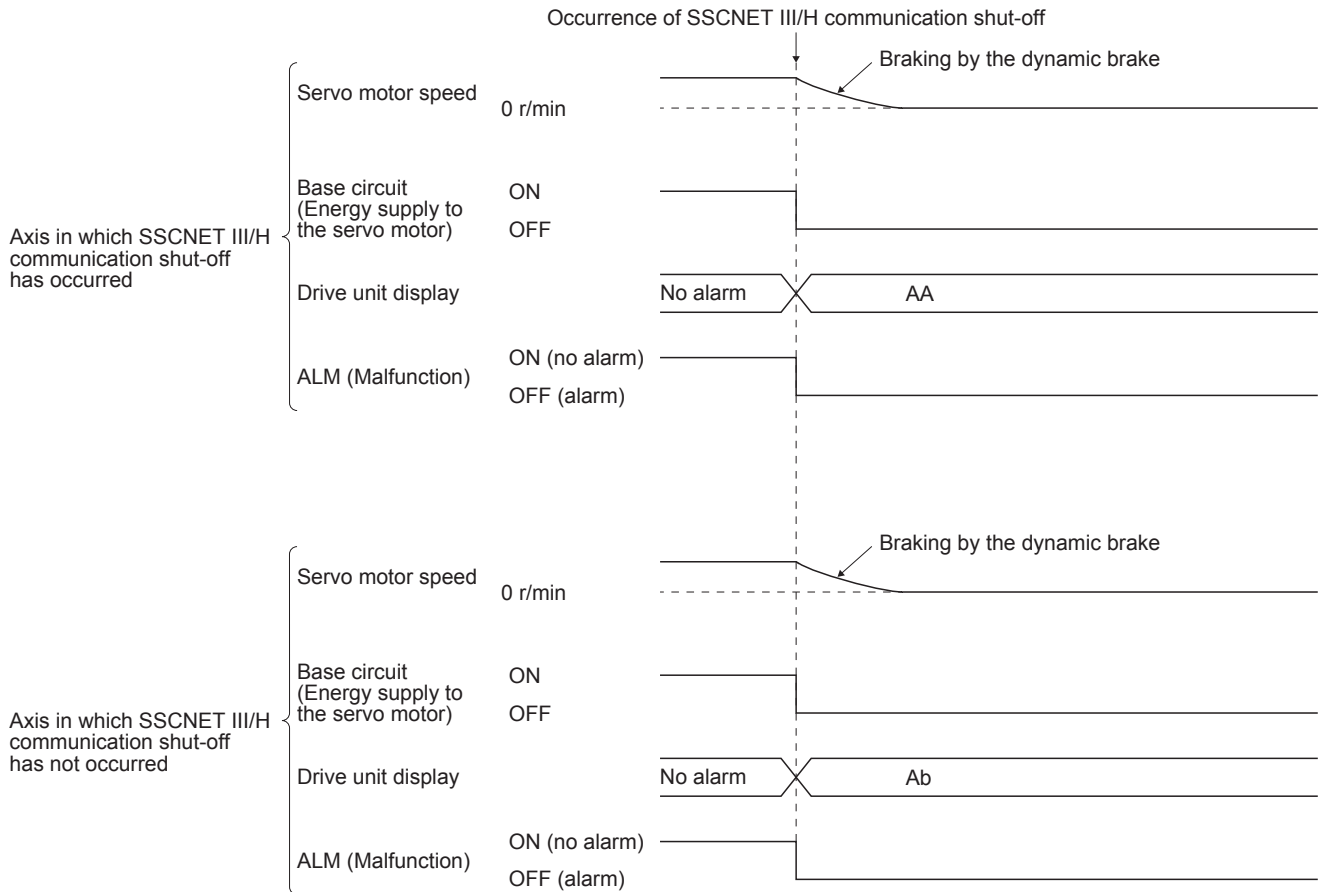 Occurrence of SSCNET III/H communication shut-off
Braking by the dynamic brake
Servo motor speed
0 r/min
Base circuit
(Energy supply to
the servo motor)
ON
OFF
Axis in which SSCNET III/H
communication shut-off
has occurred
Drive unit display
No alarm
AA
ALM (Malfunction)
ON (no alarm)
OFF (alarm)
Braking by the dynamic brake
Servo motor speed
0 r/min
Base circuit
(Energy supply to
the servo motor)
ON
OFF
Axis in which SSCNET III/H
communication shut-off
has not occurred
Drive unit display
No alarm
Ab
ALM (Malfunction)
ON (no alarm)
OFF (alarm)